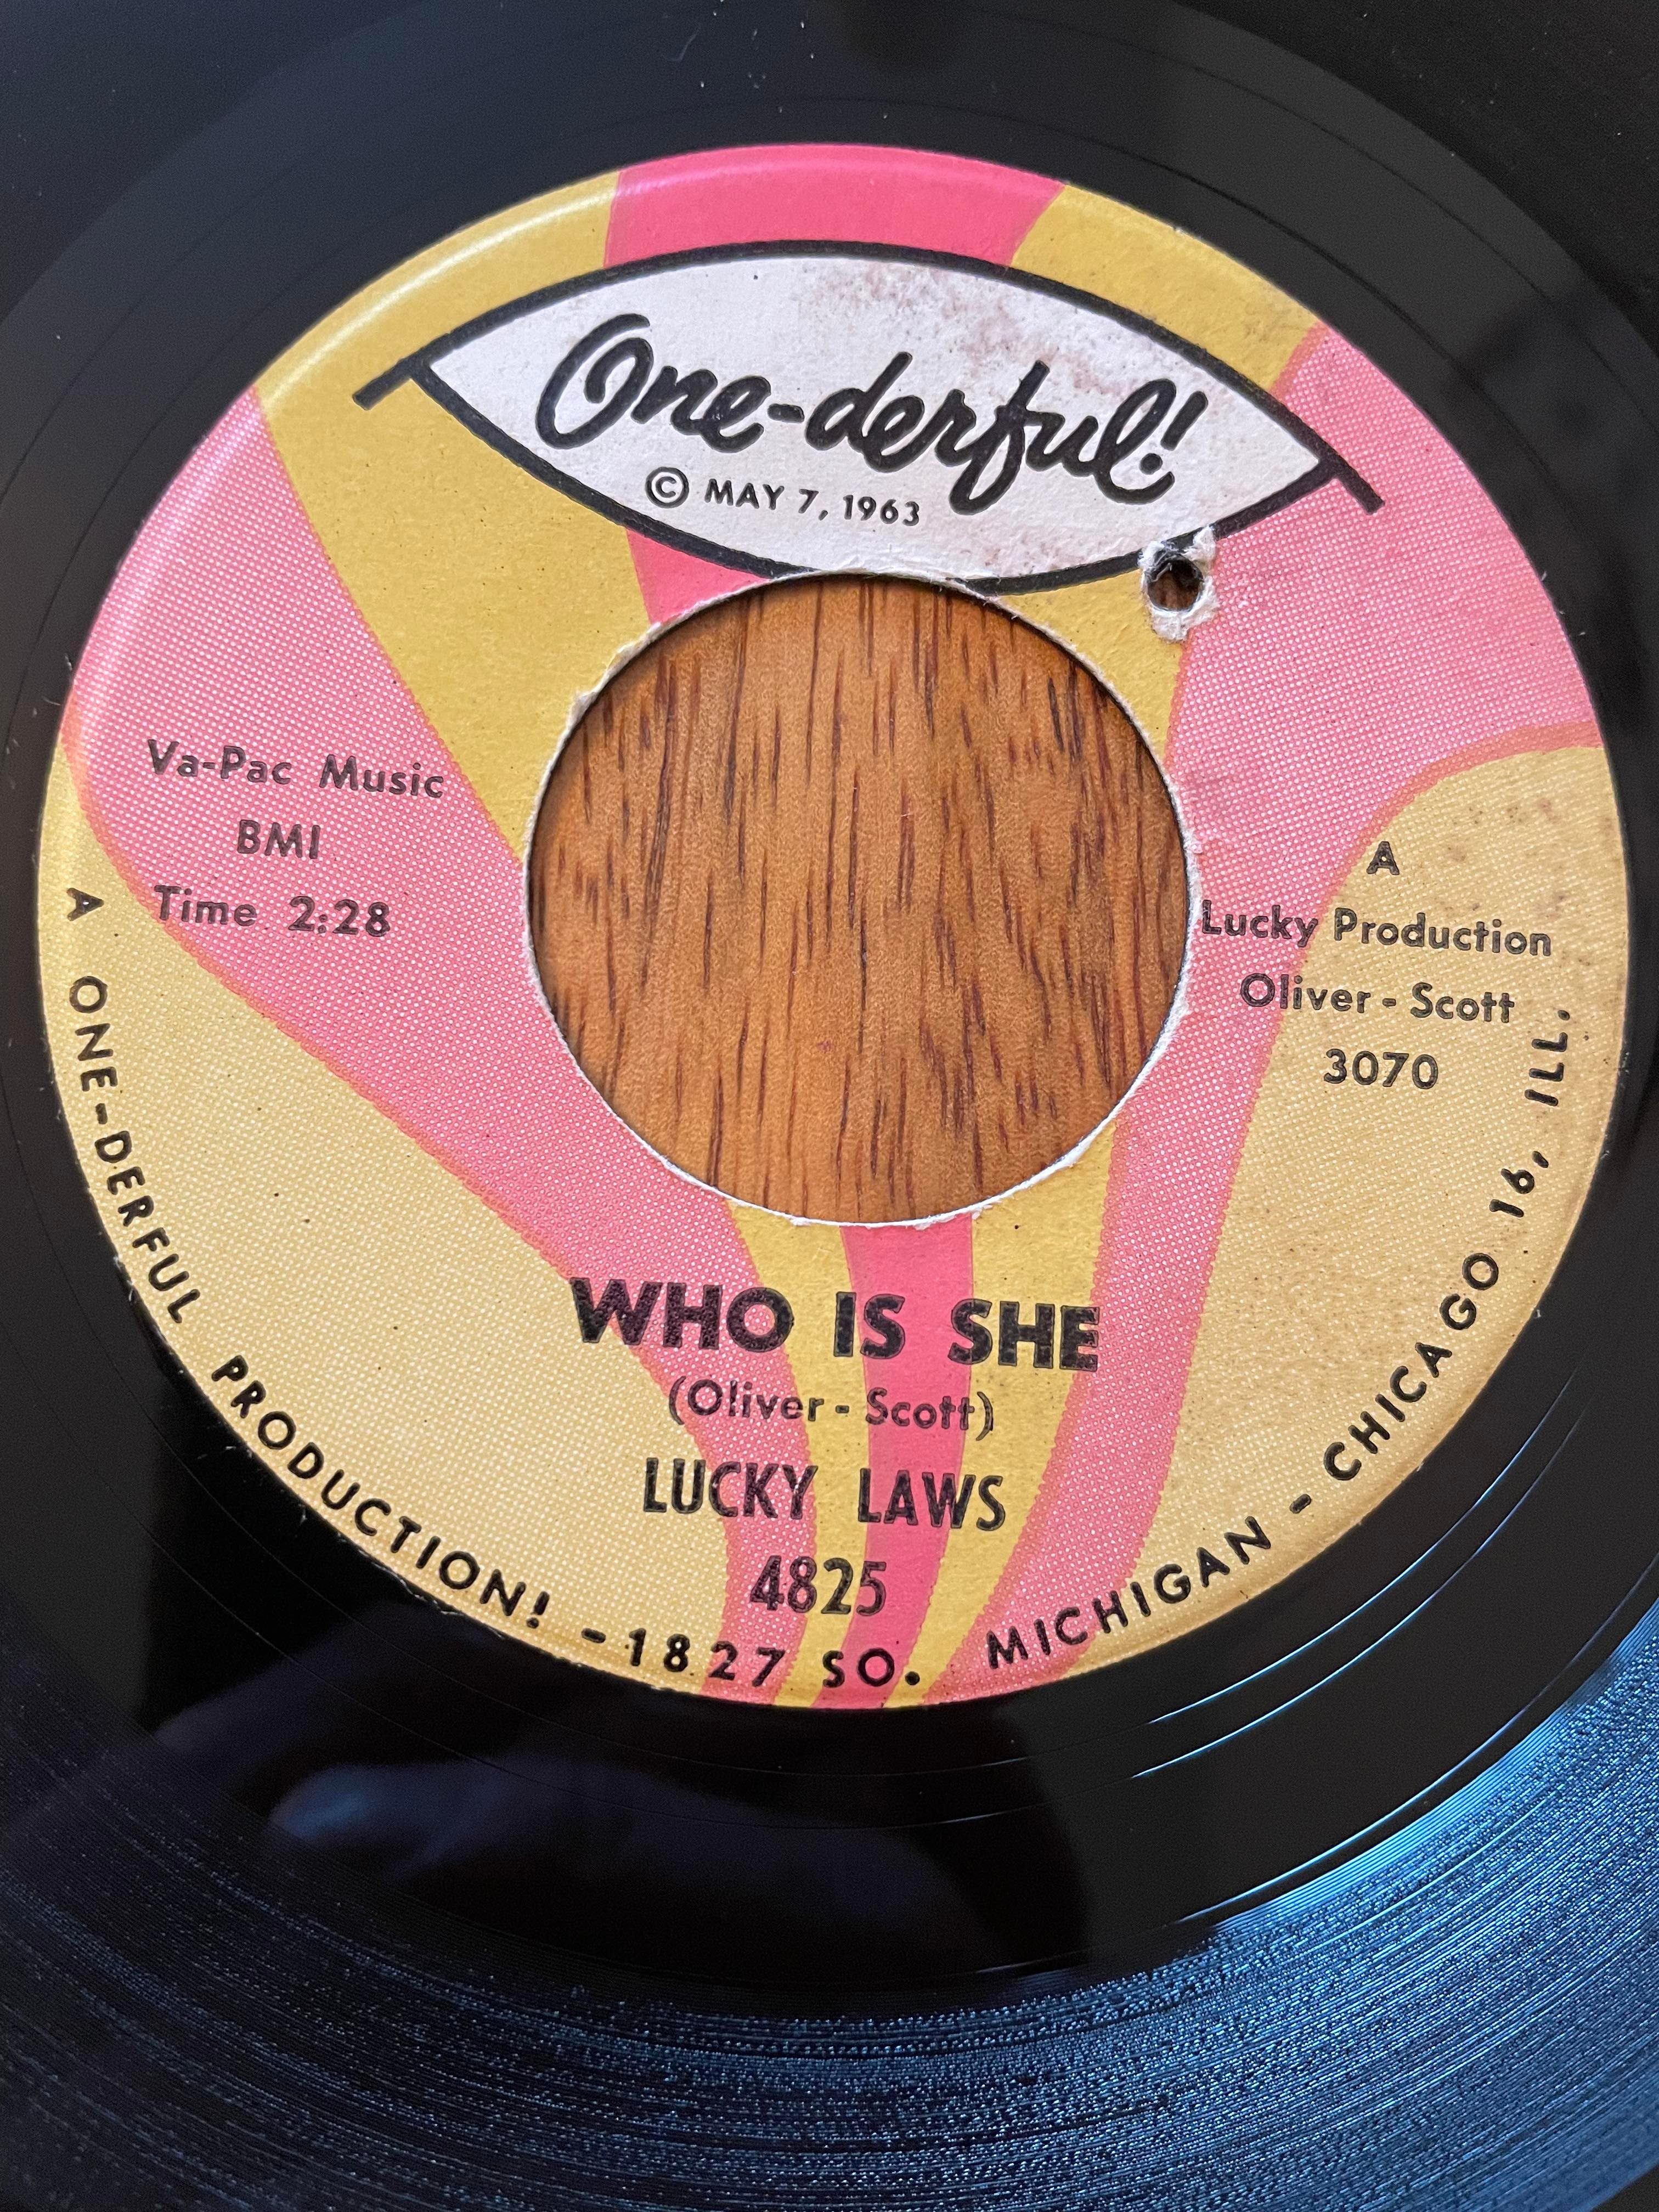 One-derful!
© MAY 7, 1963
Va-Pac Music
BMI
Time 2:28
A
Lucky Production
Oliver - Scott
3070
WHO IS SHE
(Oliver - Scott)
LUCKY LAWS
4825
A ONE-DERFUL PRODUCTION! -1827 SO. MICHIGAN - CHICAGO 16, ILL.